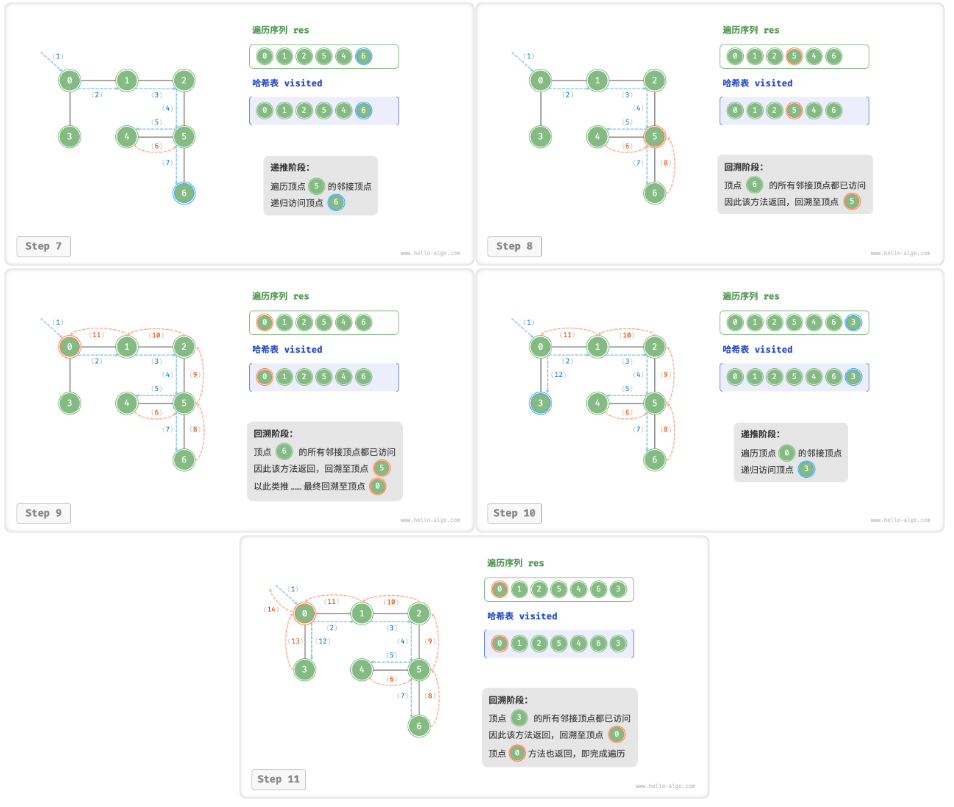 遍历序列 res
0 1 2 5 4 6
哈希表 visited
0 1 2 5 4 6
(1)
0 1 2
(2) (3)
(4)
(5)
3 4 5
(6)
(7)
6
递推阶段:
遍历顶点 5 的邻接顶点
递归访问顶点 6
Step 7
www.hello-algo.com
遍历序列 res
0 1 2 5 4 6
哈希表 visited
0 1 2 5 4 6
(1)
0 1 2
(2) (3)
(4)
(5)
3 4 5
(6)
(7) (8)
6
回溯阶段:
顶点 6 的所有邻接顶点都已访问
因此该方法返回，回溯至顶点 5
Step 8
www.hello-algo.com
遍历序列 res
0 1 2 5 4 6
哈希表 visited
0 1 2 5 4 6
(1)
(11) (10)
0 1 2
(2) (3)
(4) (9)
(5)
3 4 5
(6)
(7) (8)
6
回溯阶段:
顶点 6 的所有邻接顶点都已访问
因此该方法返回，回溯至顶点 5
以此类推 …… 最终回溯至顶点 0
Step 9
www.hello-algo.com
遍历序列 res
0 1 2 5 4 6 3
哈希表 visited
0 1 2 5 4 6 3
(1)
(11) (10)
0 1 2
(2) (3)
(12) (4) (9)
(5)
3 4 5
(6)
(7) (8)
6
递推阶段:
遍历顶点 0 的邻接顶点
递归访问顶点 3
Step 10
www.hello-algo.com
遍历序列 res
0 1 2 5 4 6 3
哈希表 visited
0 1 2 5 4 6 3
(1)
(14) (11) (10)
0 1 2
(2) (3)
(13) (12) (4) (9)
(5)
3 4 5
(6)
(7) (8)
6
回溯阶段:
顶点 3 的所有邻接顶点都已访问
因此该方法返回，回溯至顶点 0
顶点 0 方法也返回，即完成遍历
Step 11
www.hello-algo.com